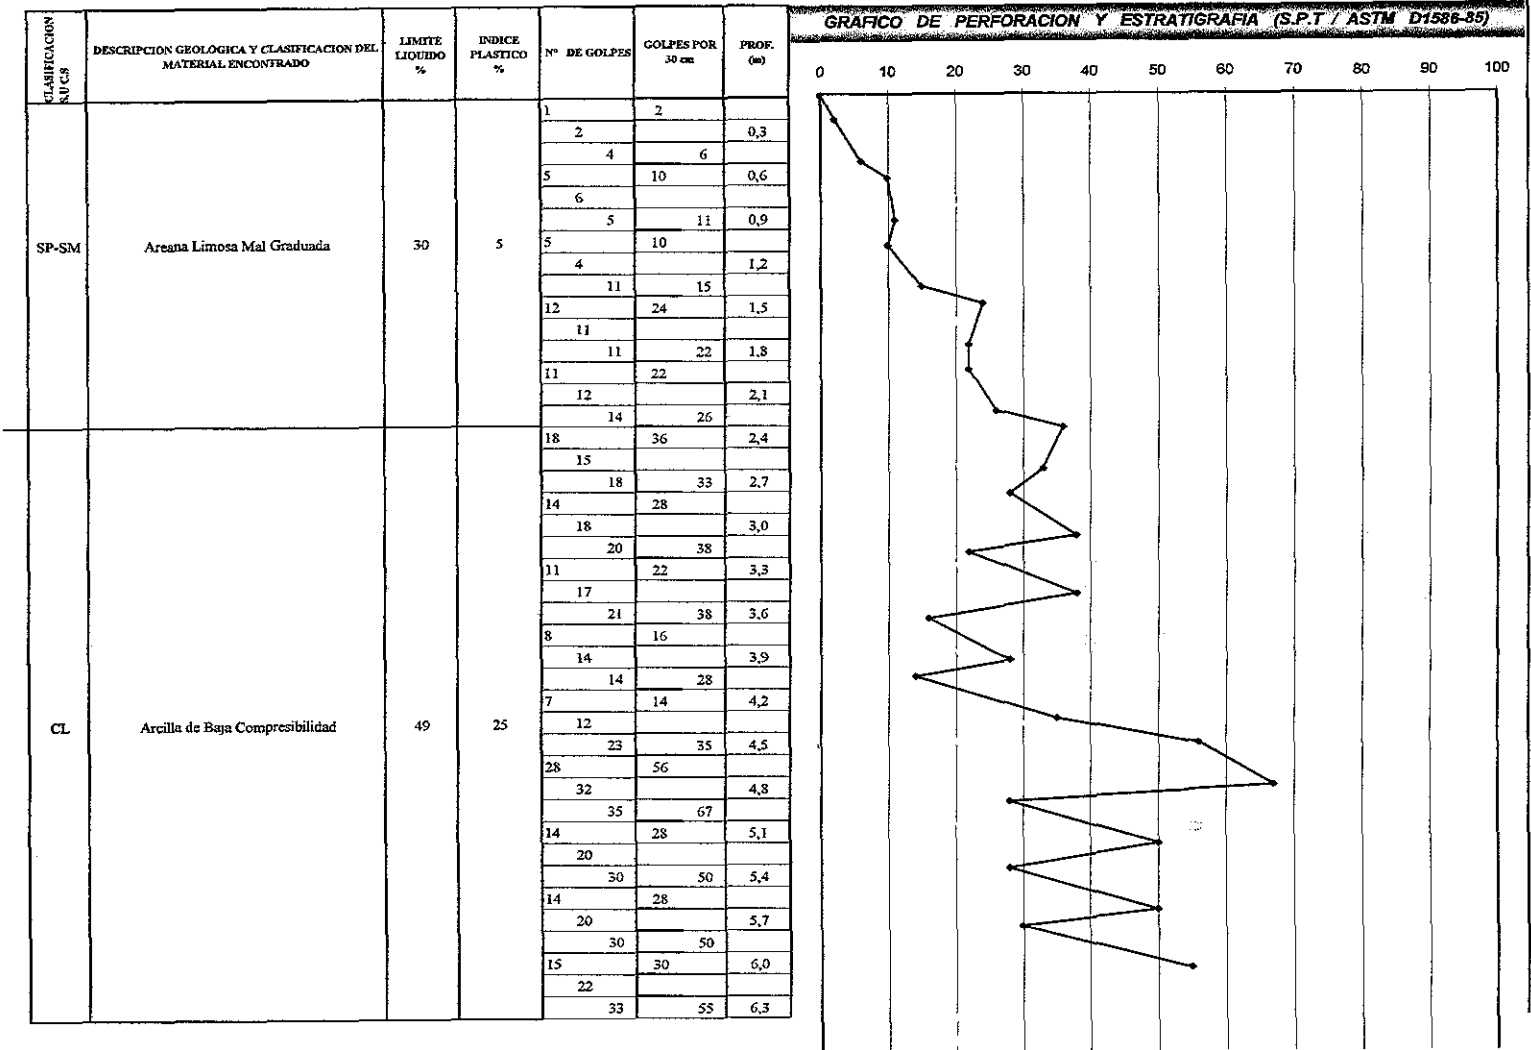 GRAFICO DE PERFORACION Y ESTRATIGRAFIA (S.P.T / ASTM D1586-85)
CLASIFICACION S.U.C.S
DESCRIPCION GEOLOGICA Y CLASIFICACION DEL MATERIAL ENCONTRADO
LIMITE LIQUIDO %
INDICE PLASTICO %
Nº DE GOLPES
GOLPES POR 30 cm
PROF. (m)
0 10 20 30 40 50 60 70 80 90 100
1 2
2 0,3
4 6
5 10 0,6
6
5 11 0,9
SP-SM Areana Limosa Mal Graduada 30 5 5 10
4 1,2
11 15
12 24 1,5
11
11 22 1,8
11 22
12 2,1
14 26
18 36 2,4
15
18 33 2,7
14 28
18 3,0
20 38
11 22 3,3
17
21 38 3,6
8 16
14 3,9
14 28
7 14 4,2
CL Arcilla de Baja Compresibilidad 49 25 12
23 35 4,5
28 56
32 4,8
35 67
14 28 5,1
20
30 50 5,4
14 28
20 5,7
30 50
15 30 6,0
22
33 55 6,3